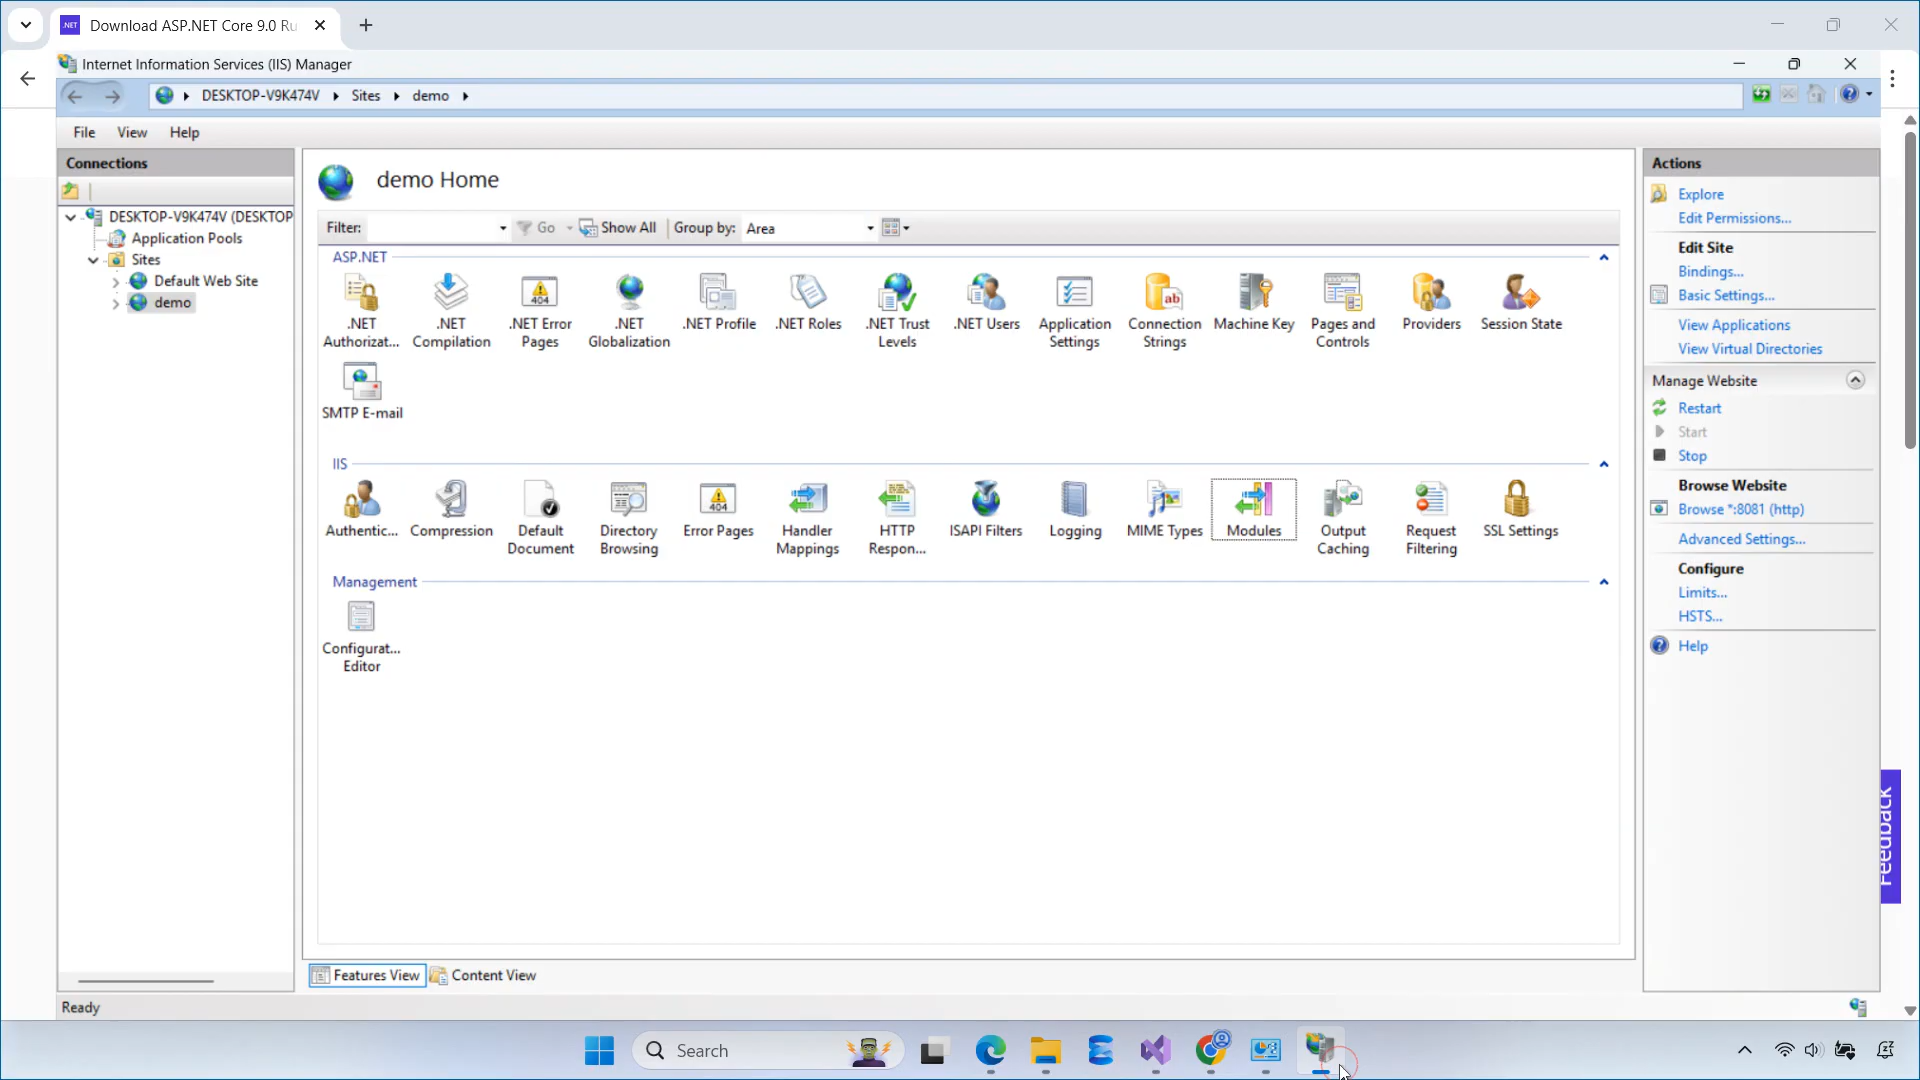 .NET Download ASP.NET Core 9.0 Ru
Internet Information Services (IIS) Manager
DESKTOP-V9K474V Sites demo
File View Help
Connections
DESKTOP-V9K474V (DESKTOP
Application Pools
Sites
Default Web Site
demo
demo Home
Filter: Go Show All Group by: Area
ASP.NET
.NET Authorizat...
.NET Compilation
.NET Error Pages
.NET Globalization
.NET Profile
.NET Roles
.NET Trust Levels
.NET Users
Application Settings
Connection Strings
Machine Key
Pages and Controls
Providers
Session State
SMTP E-mail
IIS
Authentic...
Compression
Default Document
Directory Browsing
Error Pages
Handler Mappings
HTTP Respon...
ISAPI Filters
Logging
MIME Types
Modules
Output Caching
Request Filtering
SSL Settings
Management
Configurat... Editor
Features View Content View
Ready
Actions
Explore
Edit Permissions...
Edit Site
Bindings...
Basic Settings...
View Applications
View Virtual Directories
Manage Website
Restart
Start
Stop
Browse Website
Browse *:8081 (http)
Advanced Settings...
Configure
Limits...
HSTS...
Help
Feedback
Search